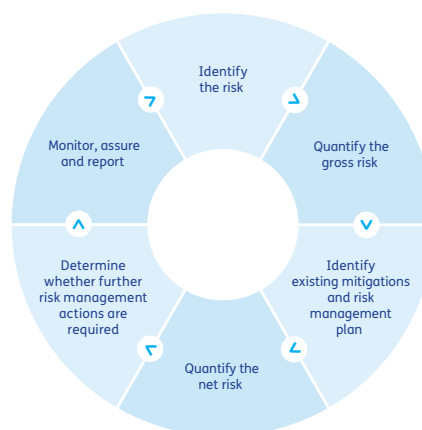 Identify
the risk
Quantify the
gross risk
Identify
existing mitigations
and risk
management
plan
Quantify the
net risk
Determine
whether further
risk management
actions are
required
Monitor, assure
and report